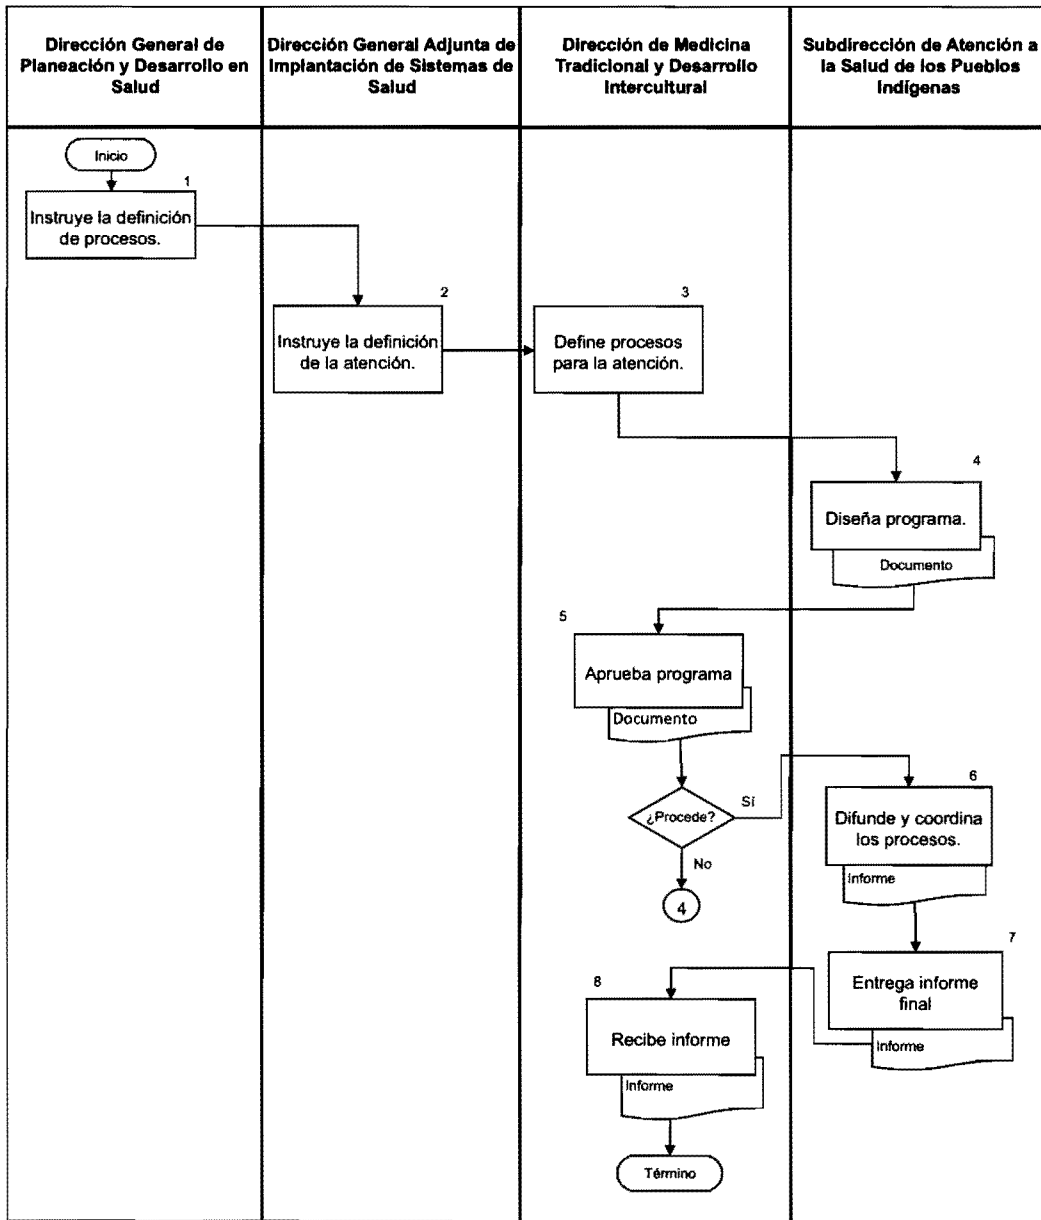 Dirección General de
Planeación y Desarrollo en
Salud
Dirección General Adjunta de
Implantación de Sistemas de
Salud
Dirección de Medicina
Tradicional y Desarrollo
Intercultural
Subdirección de Atención a
la Salud de los Pueblos
Indígenas
Inicio
1
Instruye la definición
de procesos.
2
Instruye la definición
de la atención.
3
Define procesos
para la atención.
4
Diseña programa.
Documento
5
Aprueba programa
Documento
¿Procede?
Sí
No
4
6
Difunde y coordina
los procesos.
Informe
7
Entrega informe
final
Informe
8
Recibe informe
Informe
Término